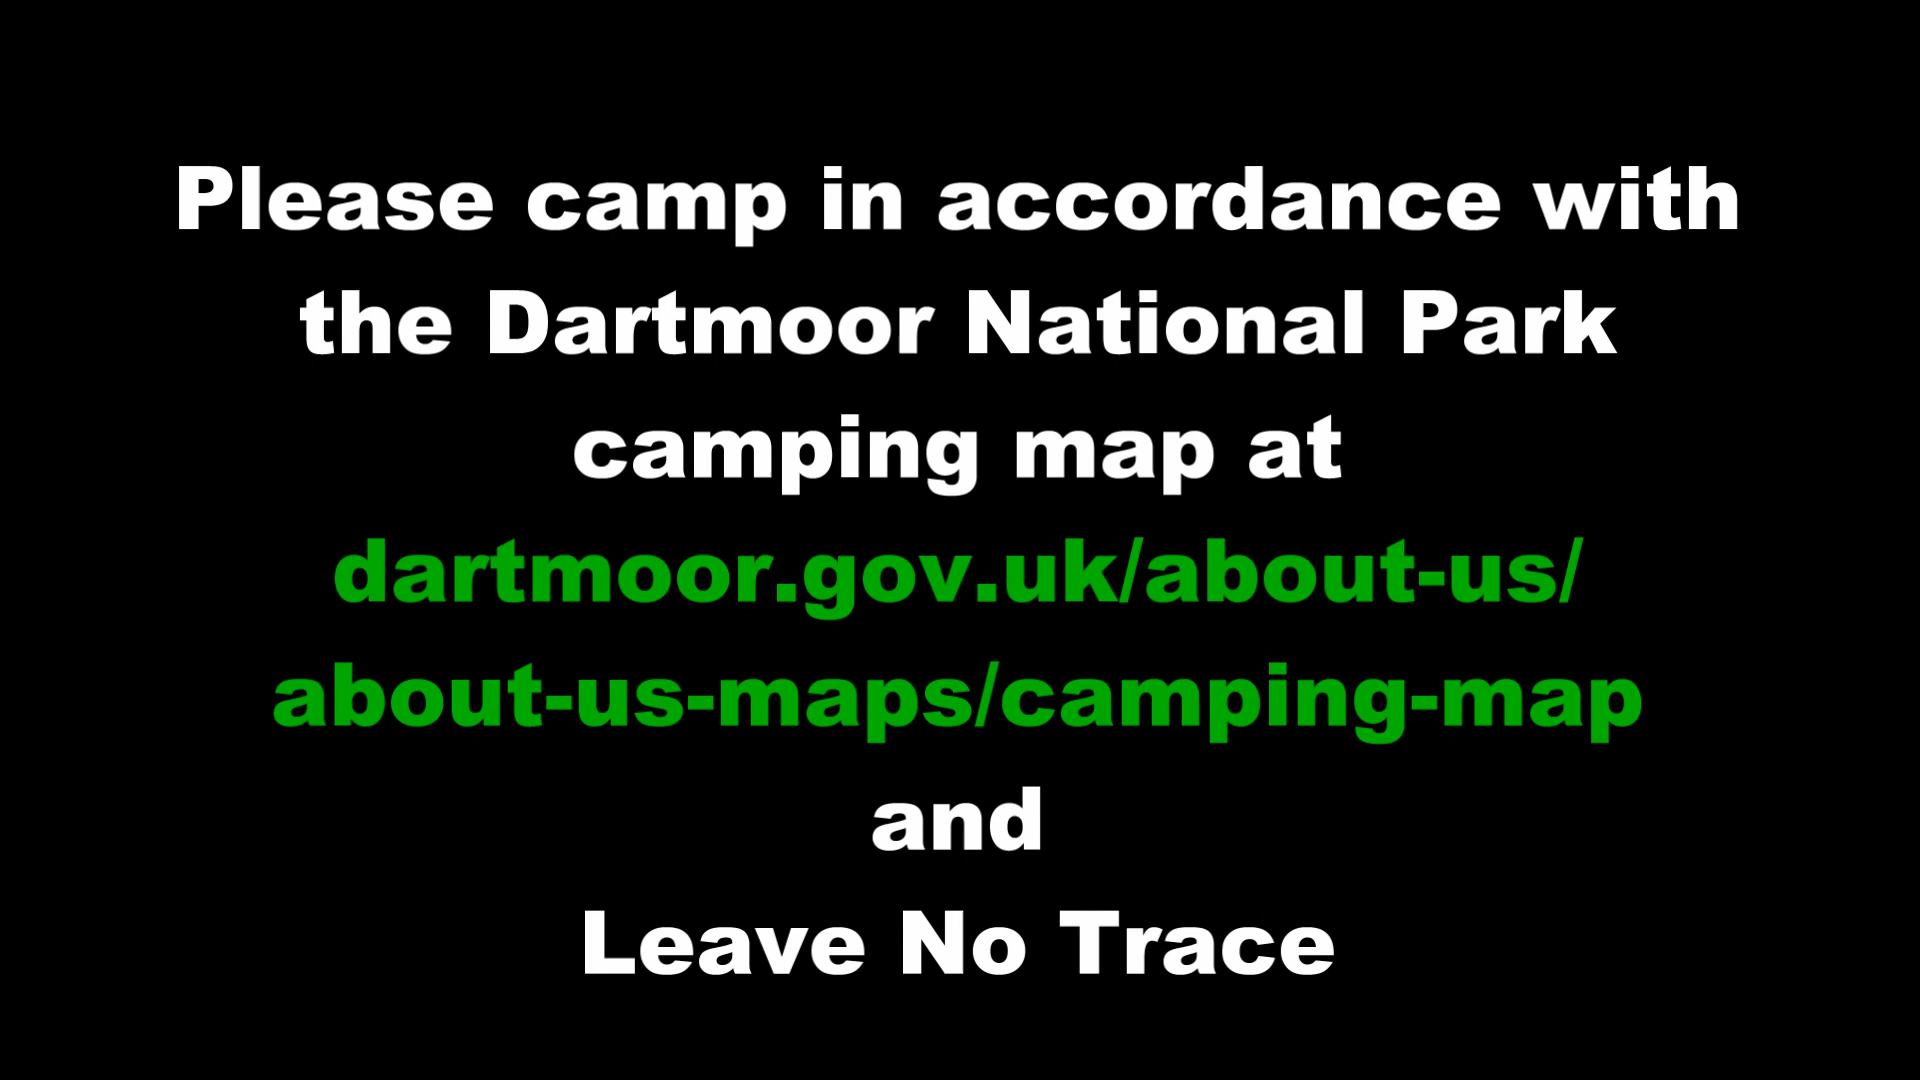 Please camp in accordance with
the Dartmoor National Park
camping map at
dartmoor.gov.uk/about-us/
about-us-maps/camping-map
and
Leave No Trace